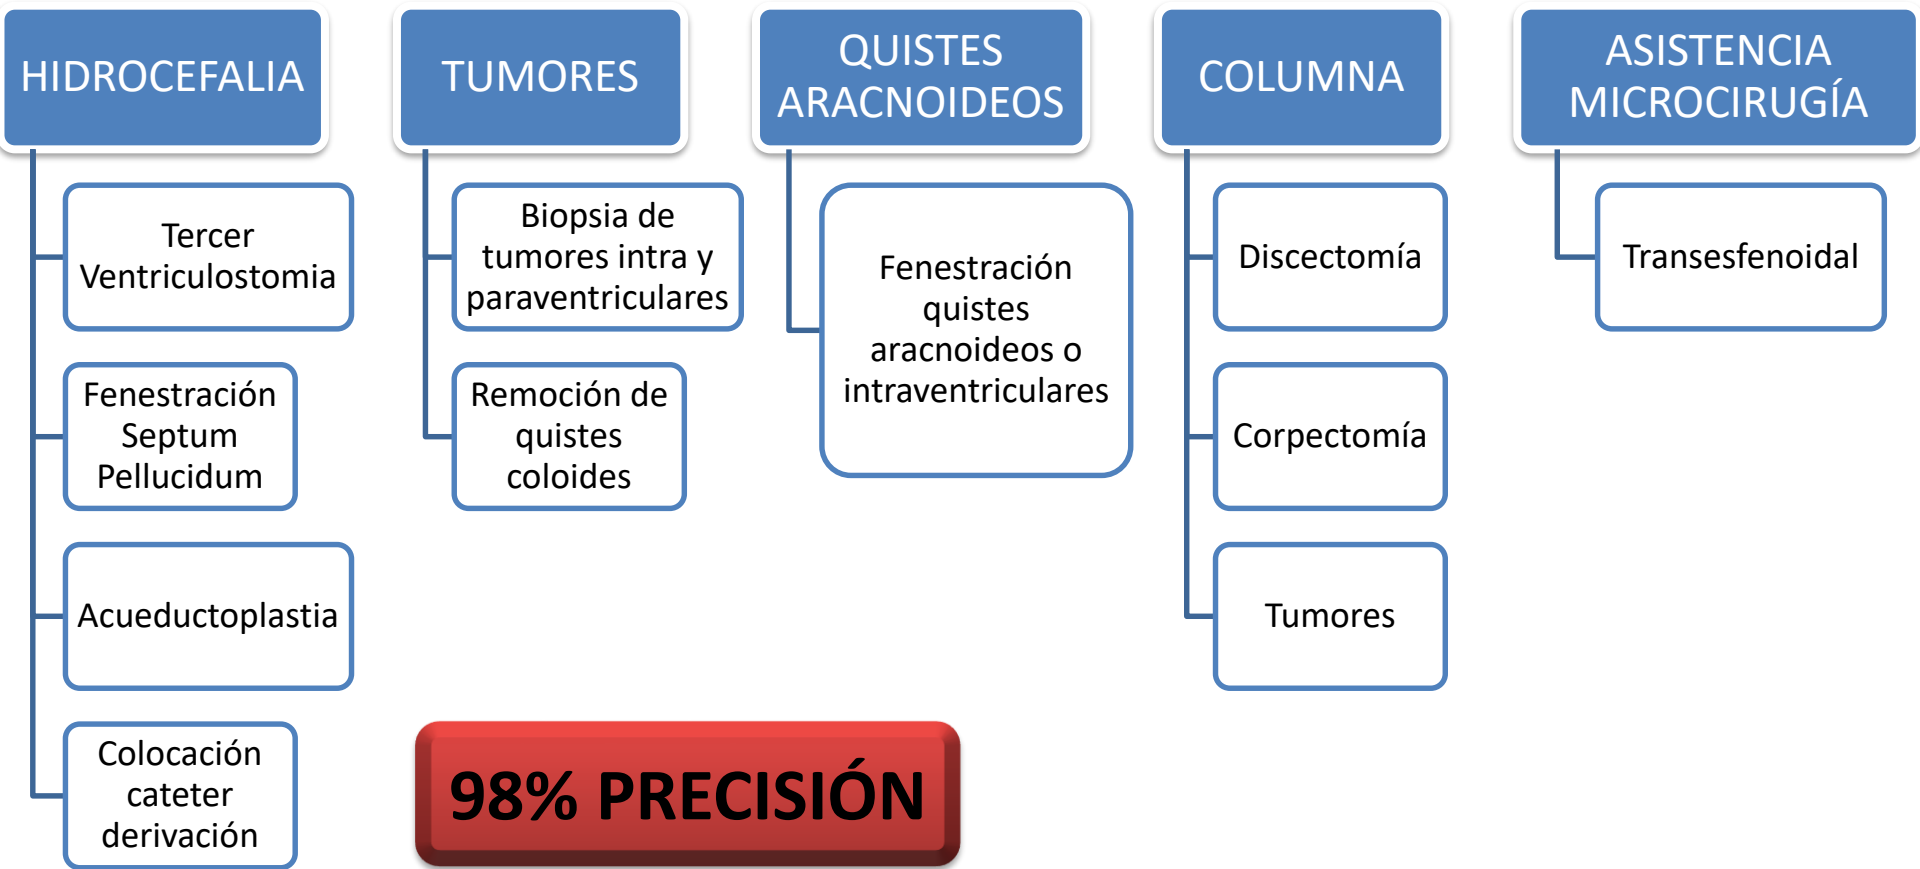 HIDROCEFALIA
Tercer
Ventriculostomia
Fenestración
Septum
Pellucidum
Acueductoplastia
Colocación
cateter
derivación
TUMORES
Biopsia de
tumores intra y
paraventriculares
Remoción de
quistes
coloides
QUISTES
ARACNOIDEOS
Fenestración
quistes
aracnoideos o
intraventriculares
COLUMNA
Discectomía
Corpectomía
Tumores
ASISTENCIA
MICROCIRUGÍA
Transesfenoidal
98% PRECISIÓN